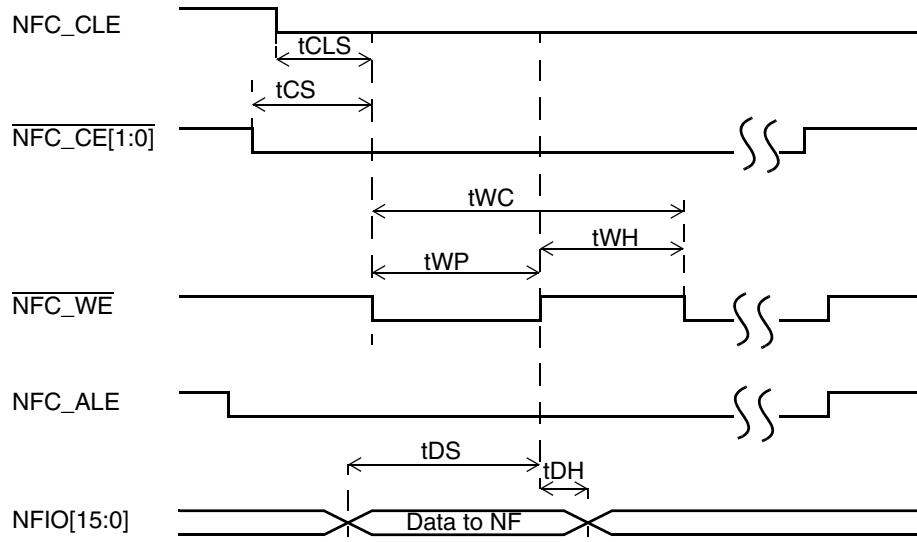 NFC_CLE
tCLS
tCS
NFC_CE[1:0]
tWC
tWH
tWP
NFC_WE
NFC_ALE
tDS
tDH
NFIO[15:0]
Data to NF